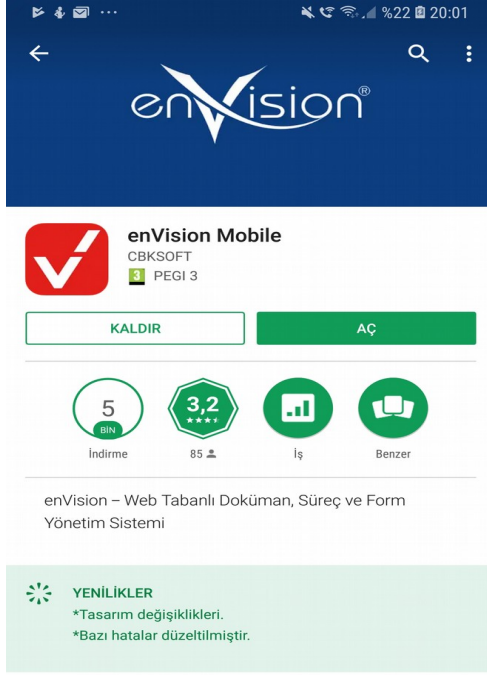 %22 20:01
enVision®
enVision Mobile
CBKSOFT
3 PEGI 3
KALDIR
AÇ
5
BİN
İndirme
3,2
85
İş
Benzer
enVision – Web Tabanlı Doküman, Süreç ve Form
Yönetim Sistemi
YENİLİKLER
*Tasarım değişiklikleri.
*Bazı hatalar düzeltilmiştir.